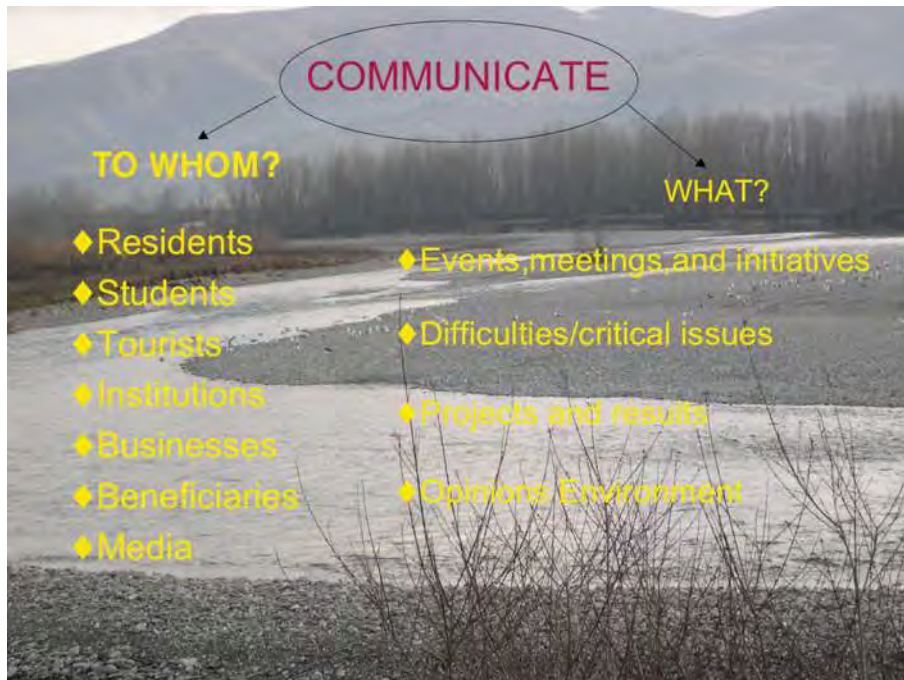 COMMUNICATE
TO WHOM?
Residents
Students
Tourists
Institutions
Businesses
Beneficiaries
Media
WHAT?
Events,meetings,and initiatives
Difficulties/critical issues
Projects and results
Opinions Environment